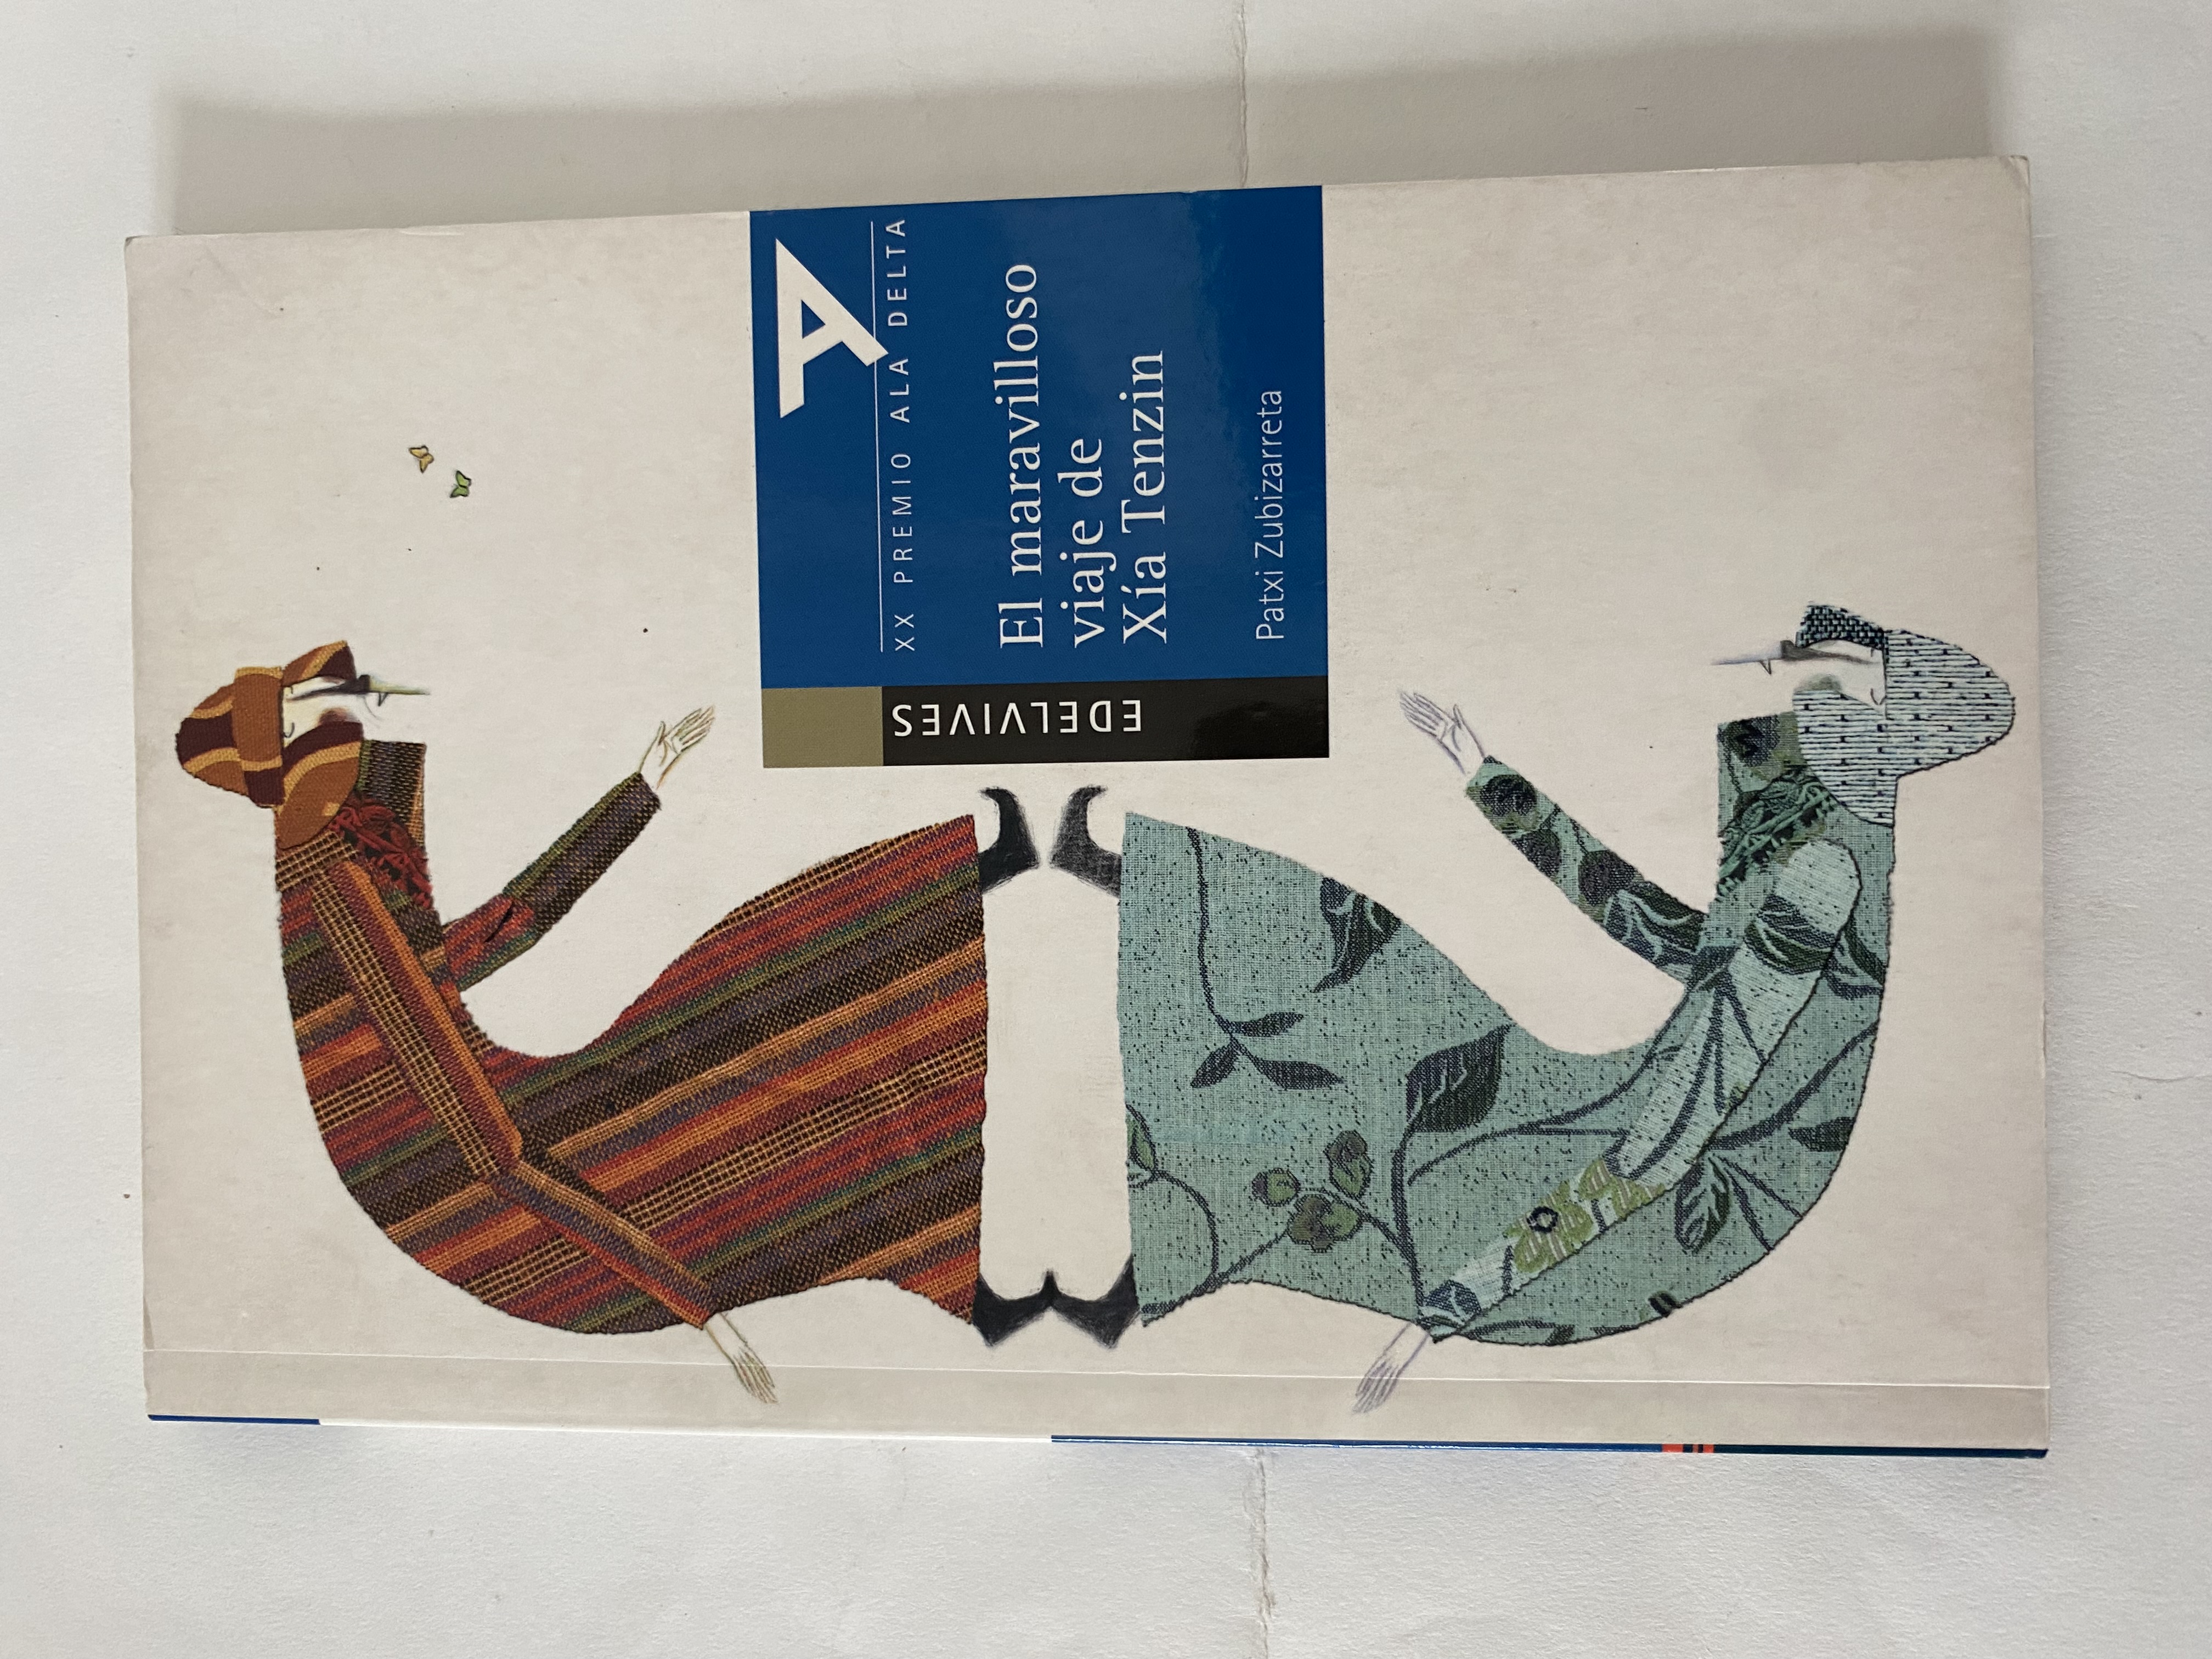 XX PREMIO ALA DELTA
El maravilloso
viaje de
Xía Tenzin
Patxi Zubizarreta
EDELVIVES